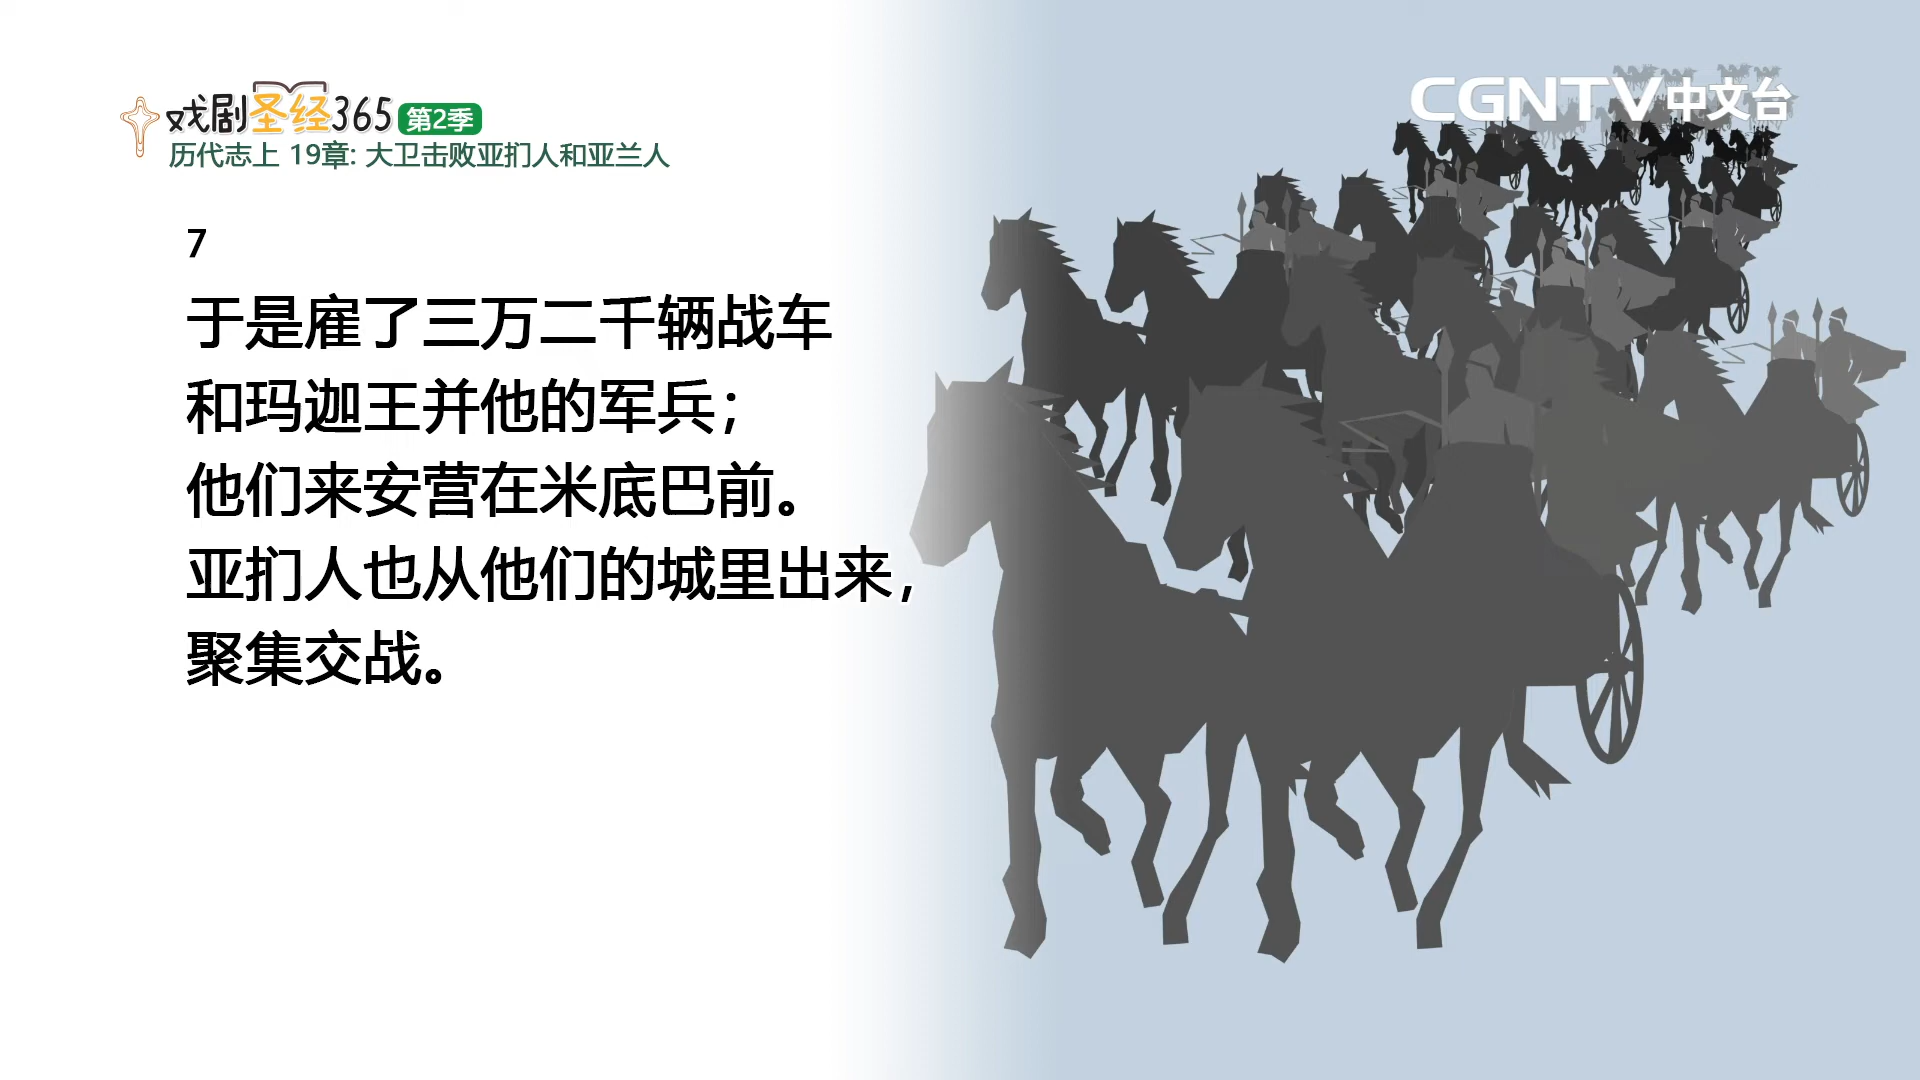 戏剧圣经365 第2季
CGNTV中文台
历代志上 19章: 大卫击败亚扪人和亚兰人
7
于是雇了三万二千辆战车
和玛迦王并他的军兵；
他们来安营在米底巴前。
亚扪人也从他们的城里出来，
聚集交战。